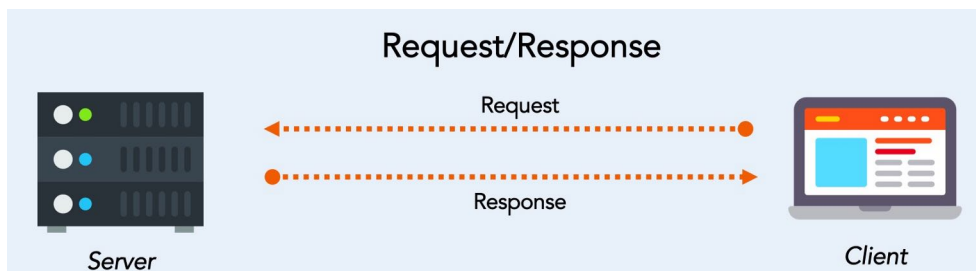 Request/Response
Request
Response
Server
Client